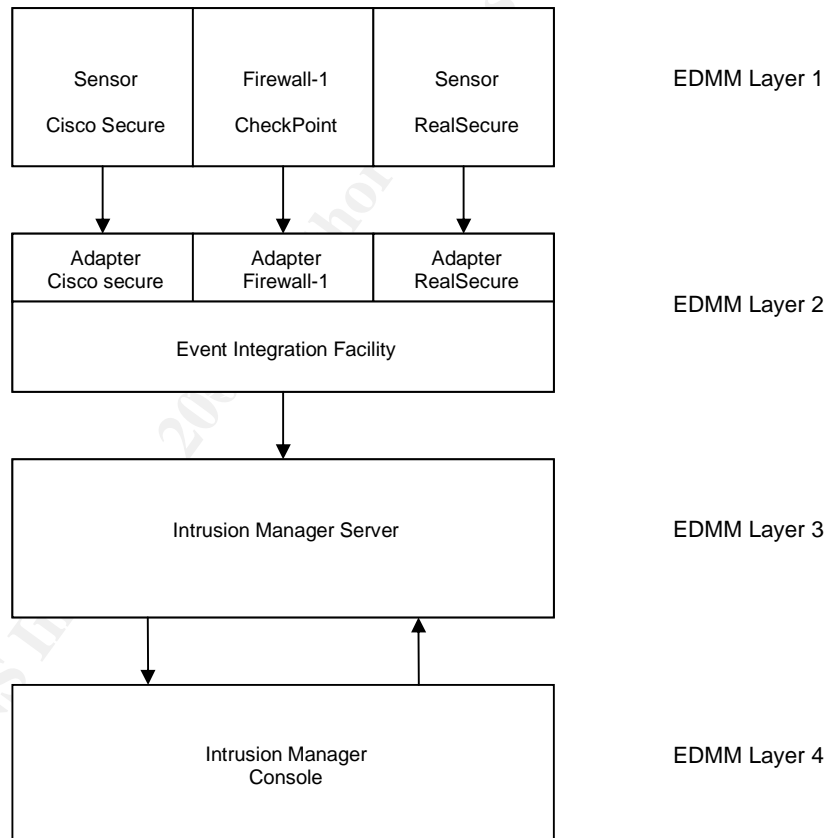 Sensor
Cisco Secure
Firewall-1
CheckPoint
Sensor
RealSecure
EDMM Layer 1
Adapter
Cisco secure
Adapter
Firewall-1
Adapter
RealSecure
Event Integration Facility
EDMM Layer 2
Intrusion Manager Server
EDMM Layer 3
Intrusion Manager
Console
EDMM Layer 4